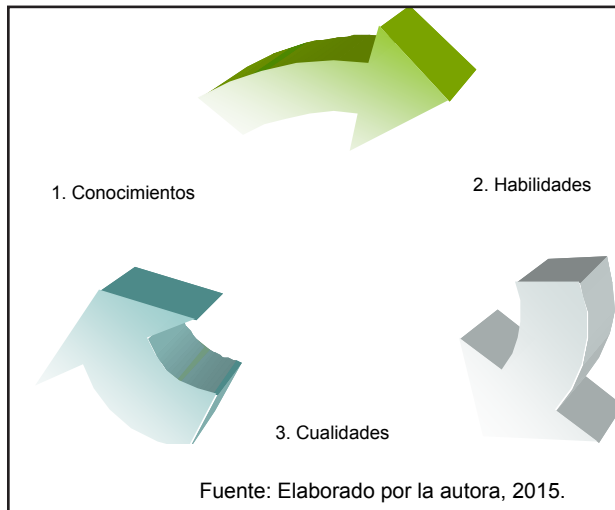 1. Conocimientos
2. Habilidades
3. Cualidades
Fuente: Elaborado por la autora, 2015.